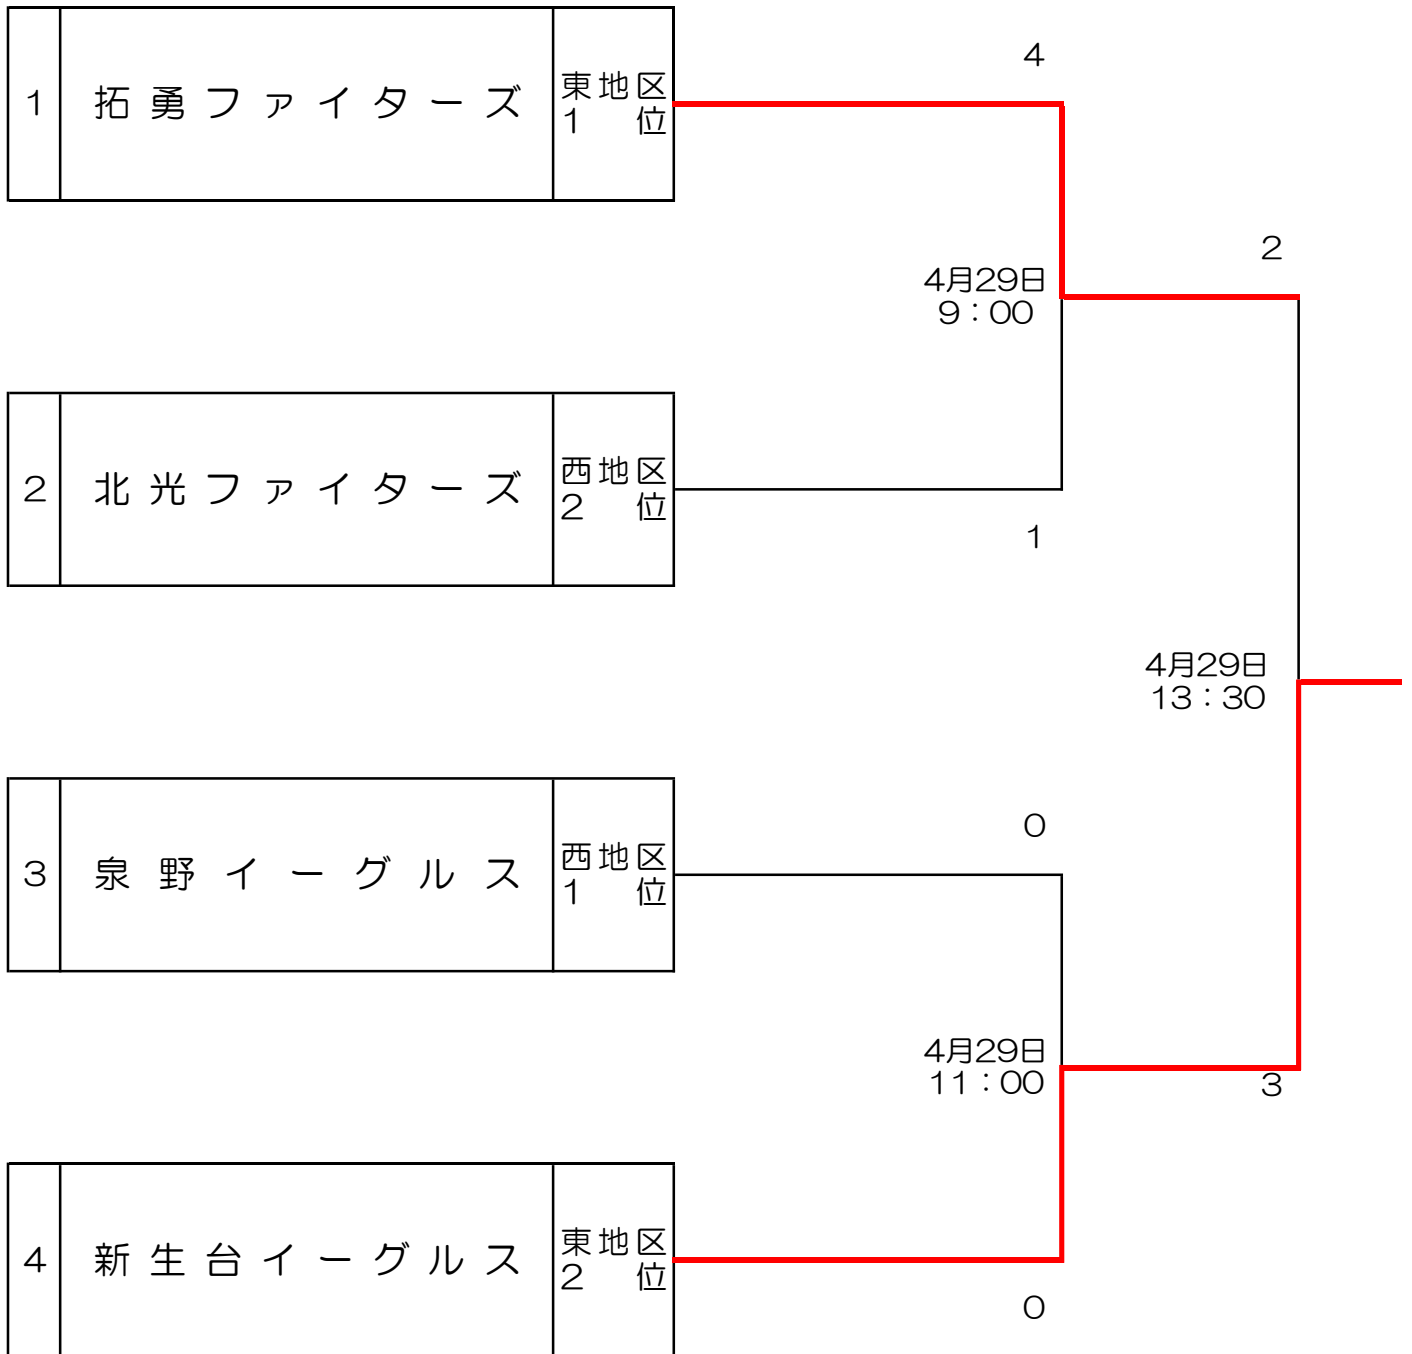 1 拓勇ファイターズ 東地区
1 位
4
2
4月29日
9：00
2 北光ファイターズ 西地区
2 位
1
4月29日
13：30
3 泉野イーグルス 西地区
1 位
0
4月29日
11：00
3
4 新生台イーグルス 東地区
2 位
0